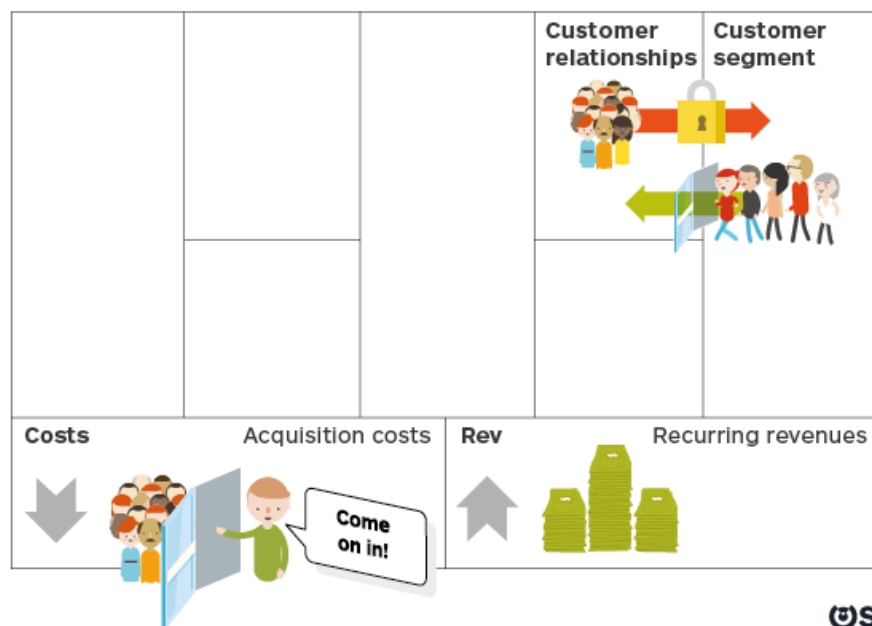 Customer
relationships
Customer
segment
Costs
Acquisition costs
Rev
Recurring revenues
Come
on in!